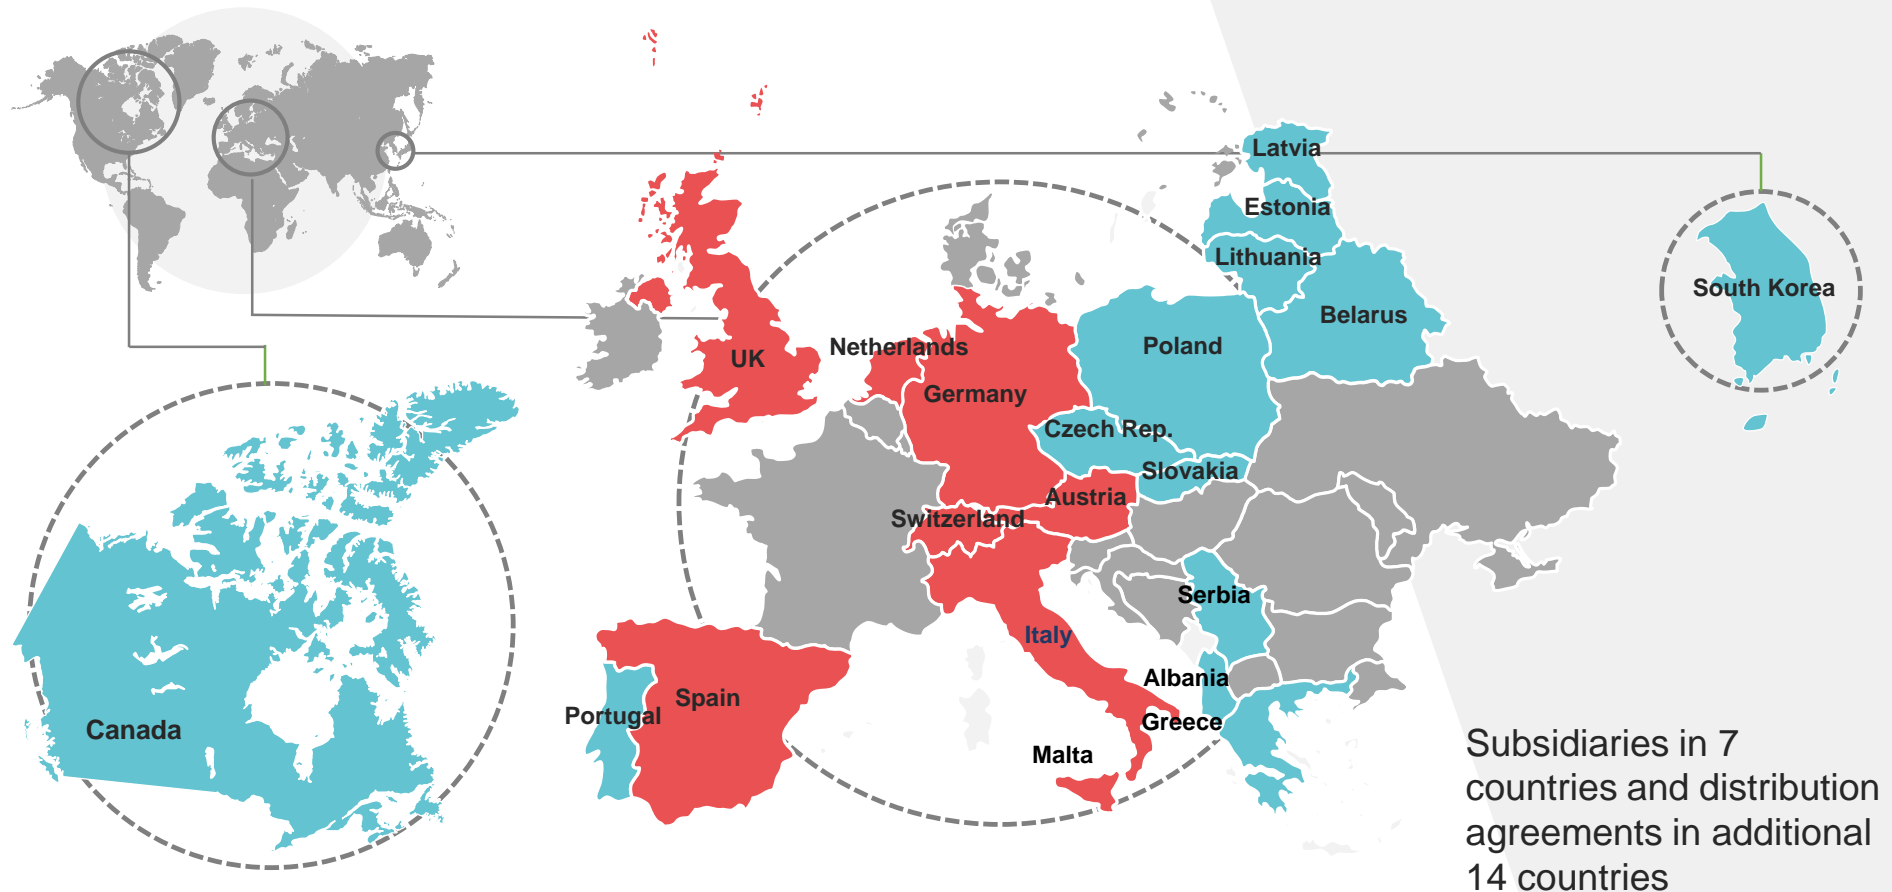 Latvia
Estonia
Lithuania
South Korea
Belarus
UK
Netherlands
Poland
Germany
Czech Rep.
Slovakia
Austria
Switzerland
Serbia
Italy
Albania
Spain
Portugal
Greece
Canada
Malta
Subsidiaries in 7
countries and distribution
agreements in additional
14 countries